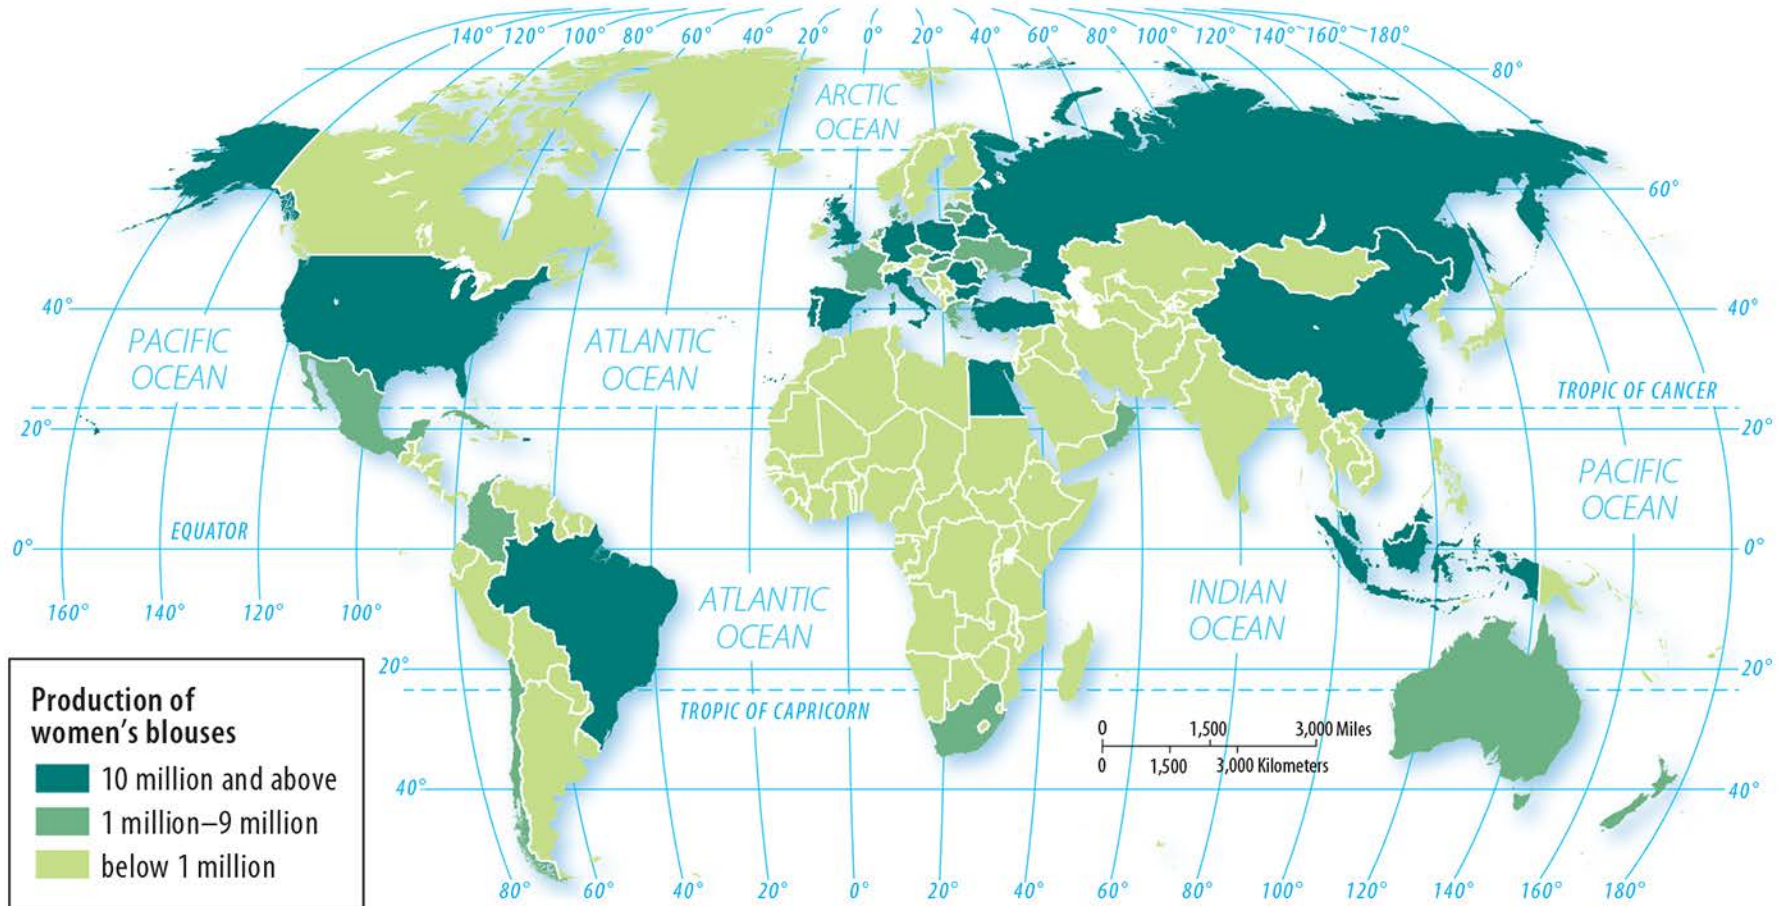 140° 120° 100° 80° 60° 40° 20° 0° 20° 40° 60° 80° 100° 120° 140° 160° 180°
80°
ARCTIC
OCEAN
60°
40°
40°
PACIFIC
OCEAN
ATLANTIC
OCEAN
TROPIC OF CANCER
20°
20°
PACIFIC
OCEAN
EQUATOR
0°
0°
160° 140° 120° 100°
ATLANTIC
OCEAN
INDIAN
OCEAN
20°
20°
TROPIC OF CAPRICORN
0 1,500 3,000 Miles
0 1,500 3,000 Kilometers
40°
40°
80° 60° 40° 20° 0° 20° 40° 60° 80° 100° 120° 140° 160° 180°
Production of
women's blouses
10 million and above
1 million–9 million
below 1 million